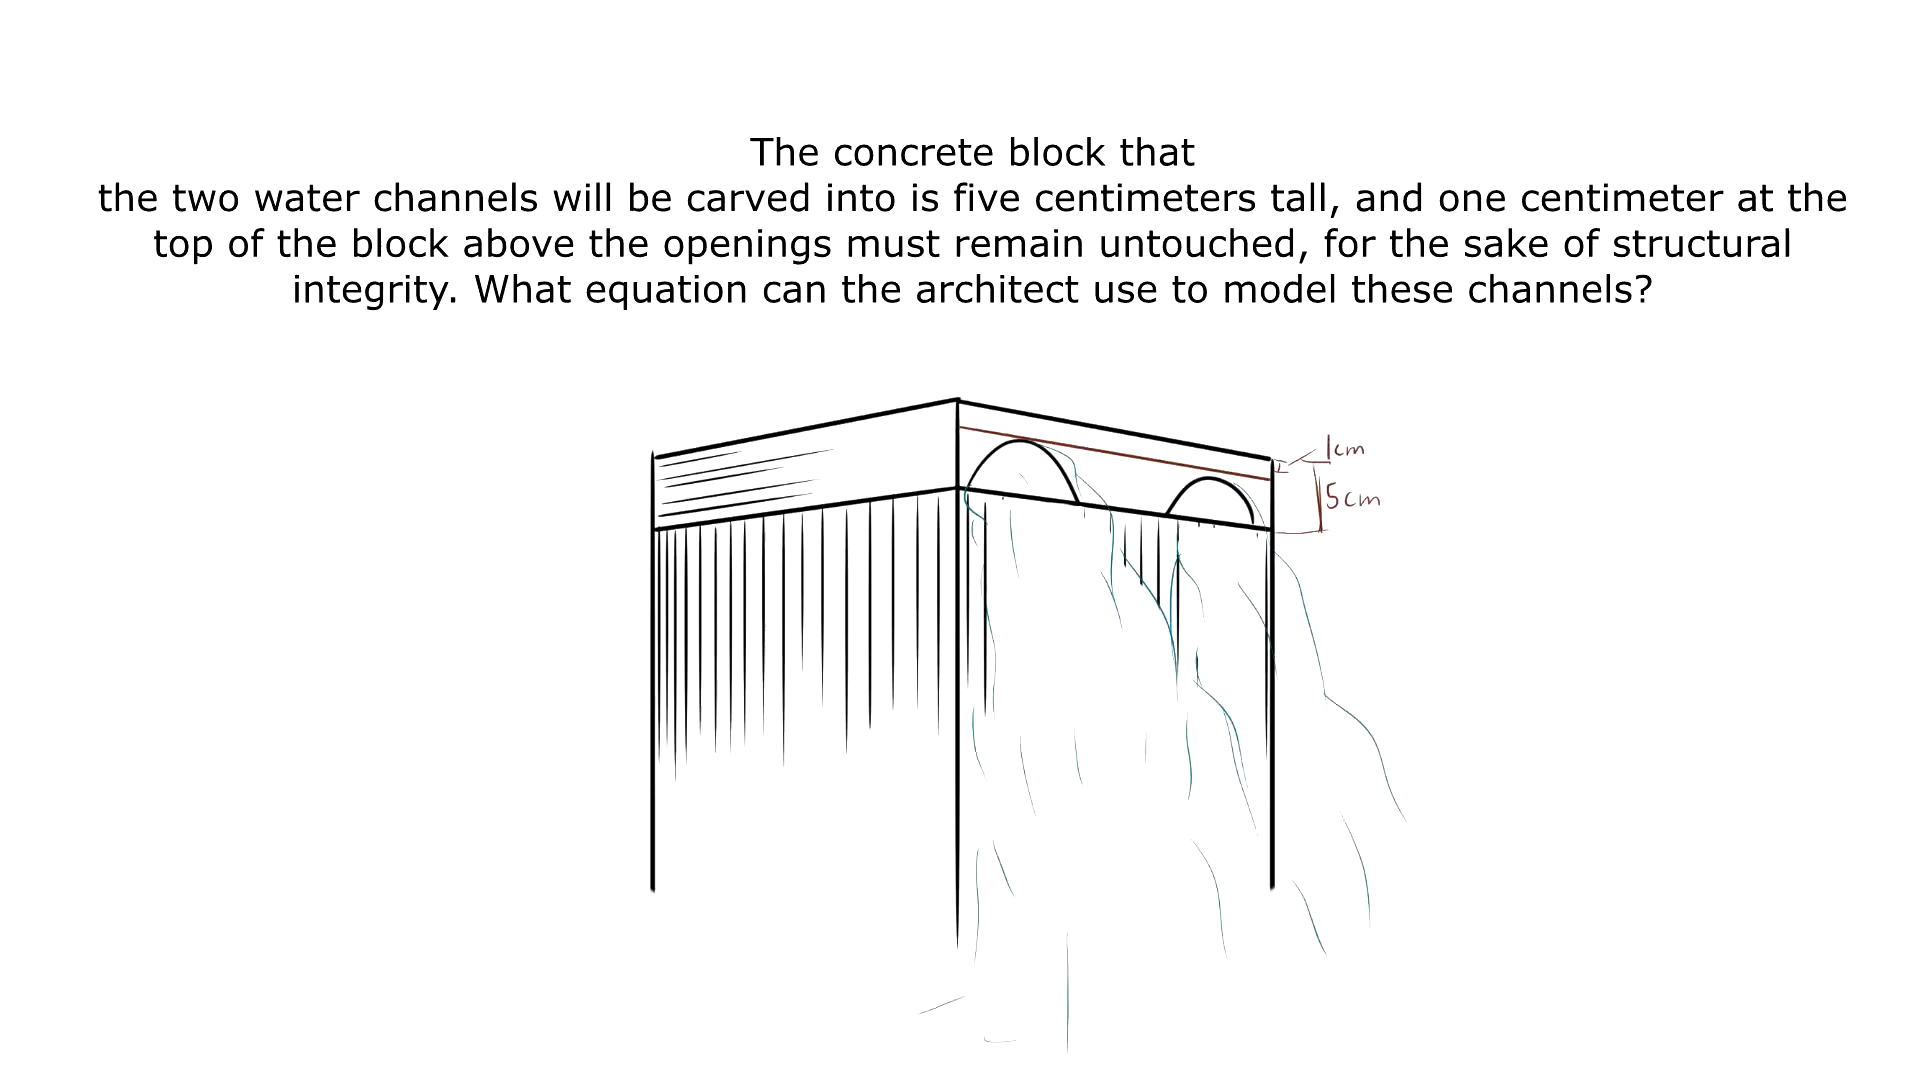 The concrete block that
the two water channels will be carved into is five centimeters tall, and one centimeter at the
top of the block above the openings must remain untouched, for the sake of structural
integrity. What equation can the architect use to model these channels?
1cm
5cm